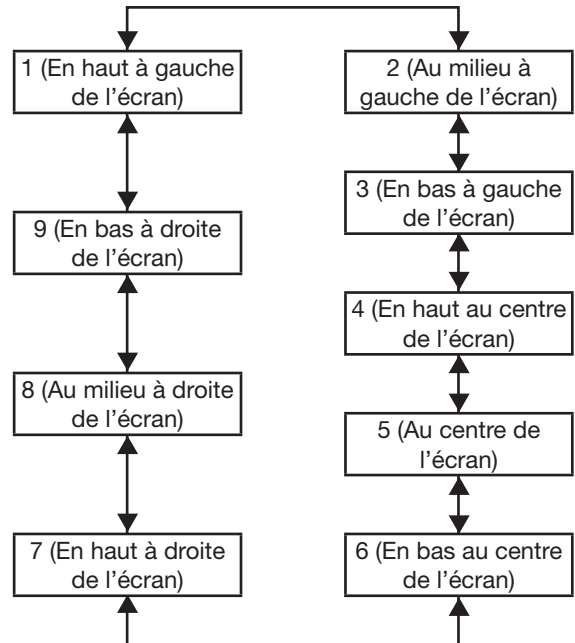 1 (En haut à gauche
de l'écran)
2 (Au milieu à
gauche de l'écran)
3 (En bas à gauche
de l'écran)
9 (En bas à droite
de l'écran)
4 (En haut au centre
de l'écran)
8 (Au milieu à droite
de l'écran)
5 (Au centre de
l'écran)
7 (En haut à droite
de l'écran)
6 (En bas au centre
de l'écran)